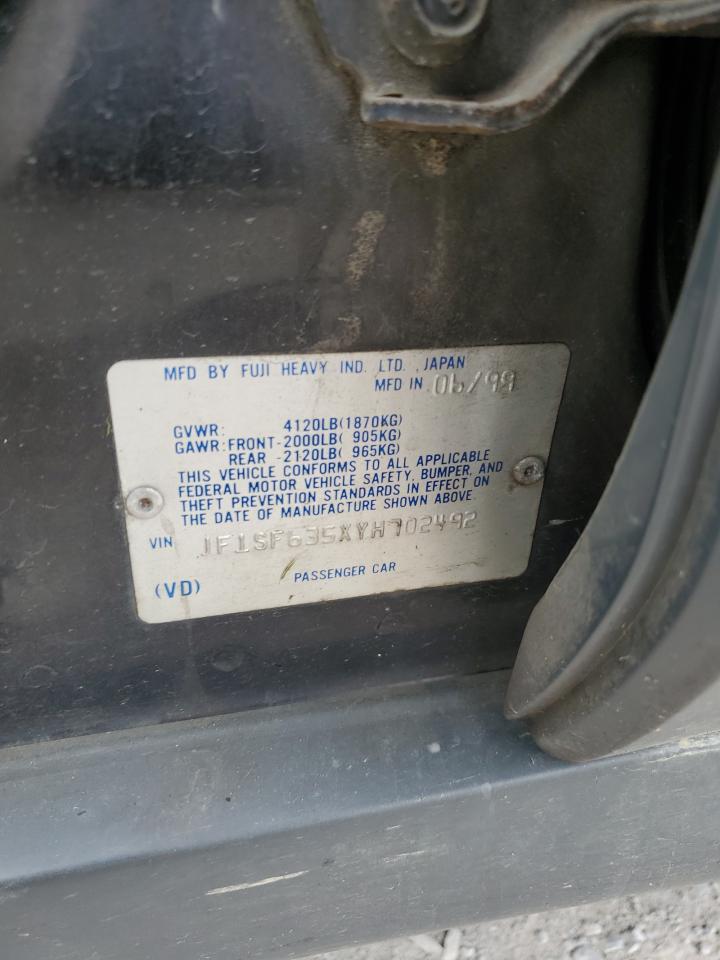 MFD BY FUJI HEAVY IND. LTD. JAPAN
MFD IN 06/99
GVWR: 4120LB(1870KG)
GAWR:FRONT-2000LB( 905KG)
REAR -2120LB( 965KG)
THIS VEHICLE CONFORMS TO ALL APPLICABLE
FEDERAL MOTOR VEHICLE SAFETY, BUMPER, AND
THEFT PREVENTION STANDARDS IN EFFECT ON
THE DATE OF MANUFACTURE SHOWN ABOVE.
VIN JF1SF635XYH702492
(VD) PASSENGER CAR